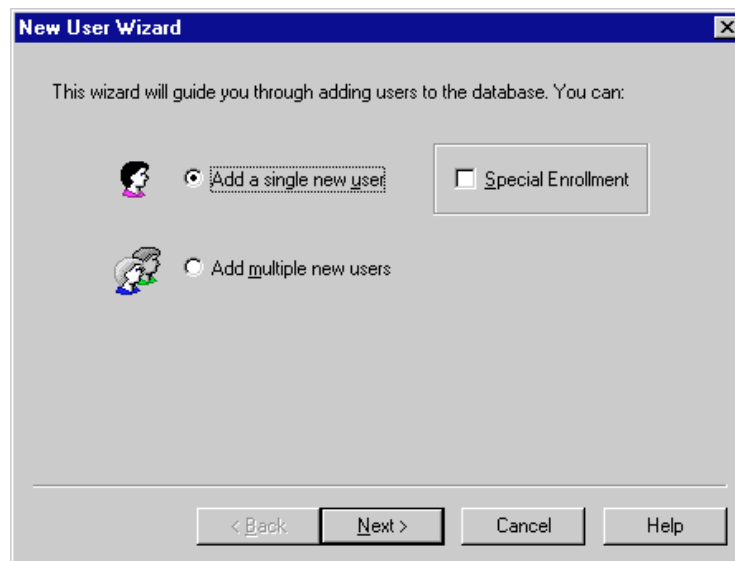 New User Wizard
This wizard will guide you through adding users to the database. You can:
Add a single new user
Special Enrollment
Add multiple new users
< Back
Next >
Cancel
Help